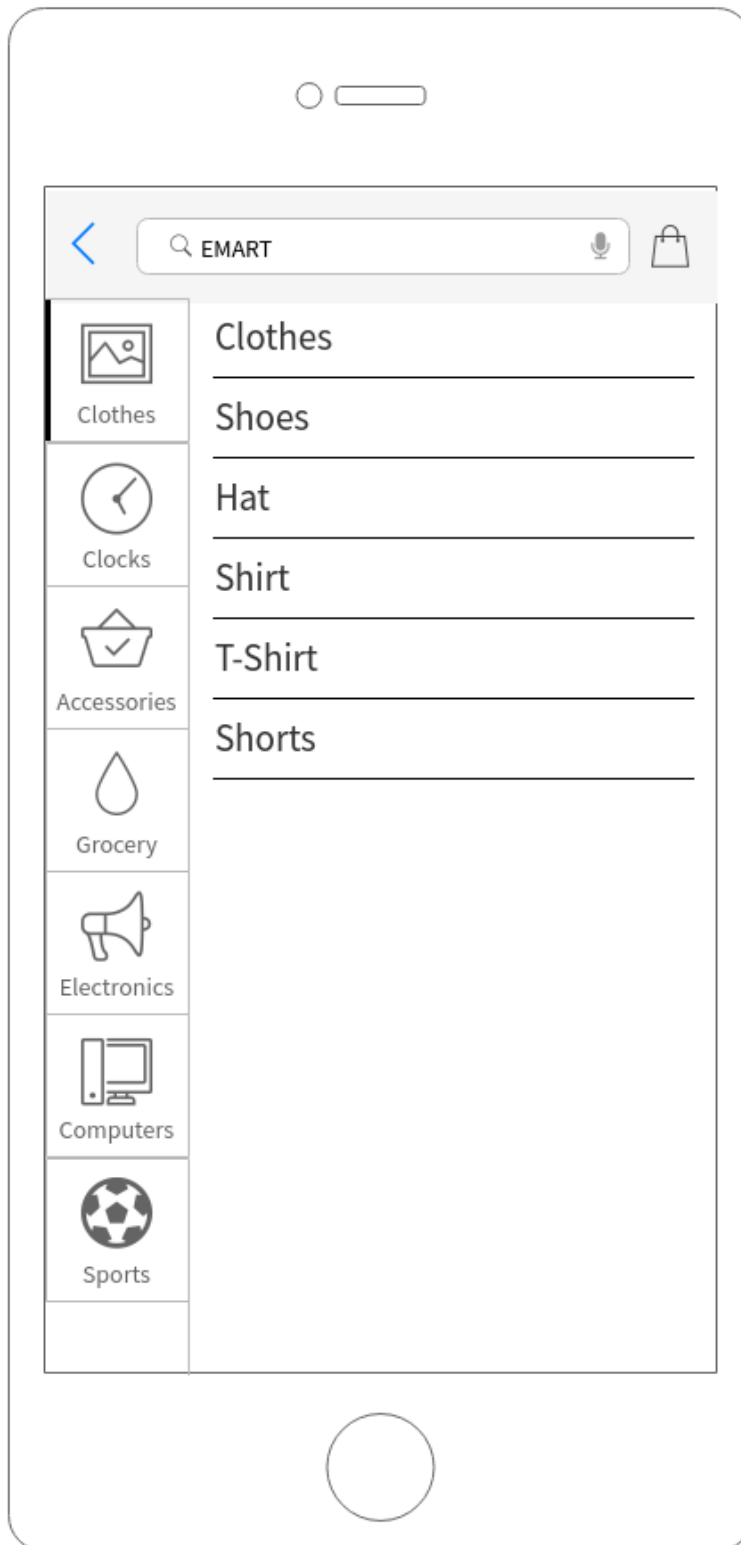 EMART
Clothes
Clocks
Accessories
Grocery
Electronics
Computers
Sports
Clothes
Shoes
Hat
Shirt
T-Shirt
Shorts